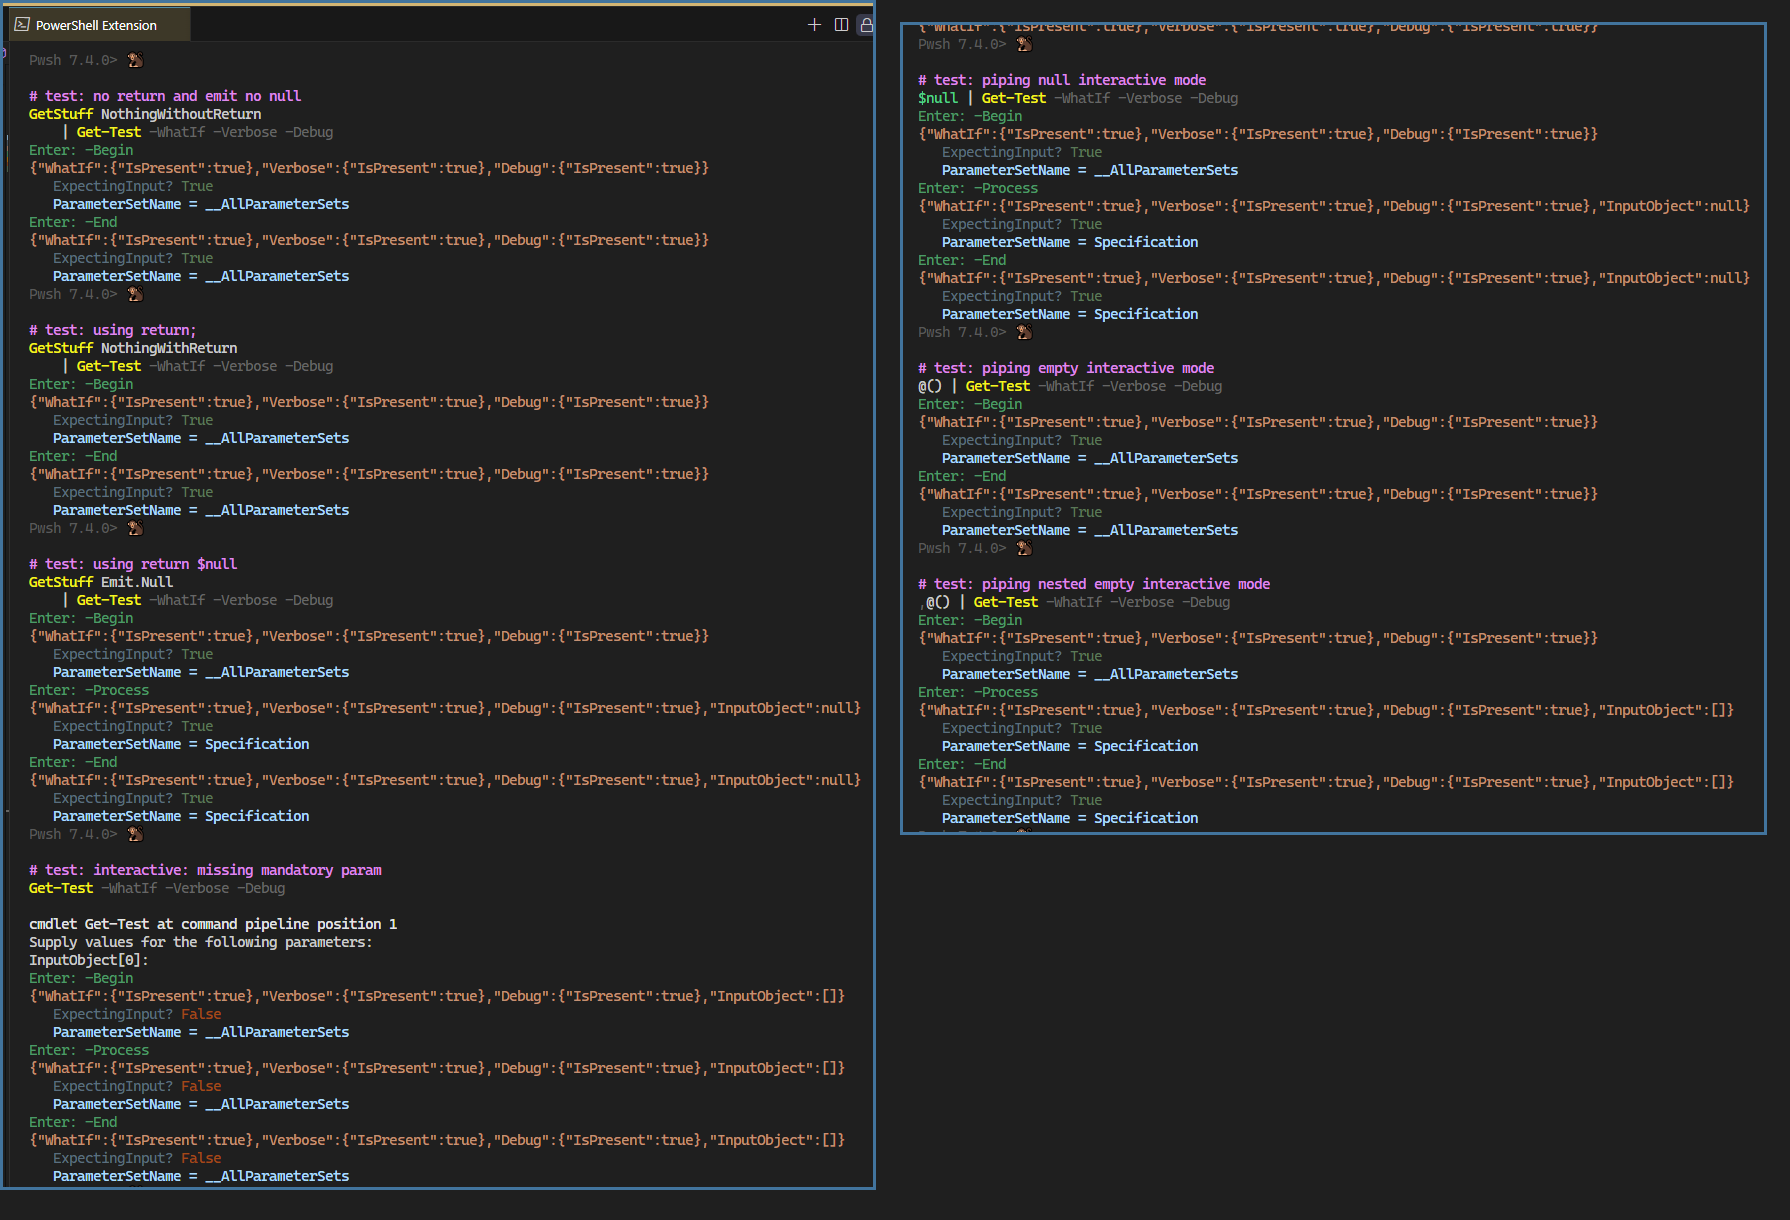 PowerShell Extension
Pwsh 7.4.0>
# test: no return and emit no null
GetStuff NothingWithoutReturn
| Get-Test -WhatIf -Verbose -Debug
Enter: -Begin
{"WhatIf":{"IsPresent":true},"Verbose":{"IsPresent":true},"Debug":{"IsPresent":true}}
ExpectingInput? True
ParameterSetName = __AllParameterSets
Enter: -End
{"WhatIf":{"IsPresent":true},"Verbose":{"IsPresent":true},"Debug":{"IsPresent":true}}
ExpectingInput? True
ParameterSetName = __AllParameterSets
Pwsh 7.4.0>
# test: using return;
GetStuff NothingWithReturn
| Get-Test -WhatIf -Verbose -Debug
Enter: -Begin
{"WhatIf":{"IsPresent":true},"Verbose":{"IsPresent":true},"Debug":{"IsPresent":true}}
ExpectingInput? True
ParameterSetName = __AllParameterSets
Enter: -End
{"WhatIf":{"IsPresent":true},"Verbose":{"IsPresent":true},"Debug":{"IsPresent":true}}
ExpectingInput? True
ParameterSetName = __AllParameterSets
Pwsh 7.4.0>
# test: using return $null
GetStuff Emit.Null
| Get-Test -WhatIf -Verbose -Debug
Enter: -Begin
{"WhatIf":{"IsPresent":true},"Verbose":{"IsPresent":true},"Debug":{"IsPresent":true}}
ExpectingInput? True
ParameterSetName = __AllParameterSets
Enter: -Process
{"WhatIf":{"IsPresent":true},"Verbose":{"IsPresent":true},"Debug":{"IsPresent":true},"InputObject":null}
ExpectingInput? True
ParameterSetName = Specification
Enter: -End
{"WhatIf":{"IsPresent":true},"Verbose":{"IsPresent":true},"Debug":{"IsPresent":true},"InputObject":null}
ExpectingInput? True
ParameterSetName = Specification
Pwsh 7.4.0>
# test: interactive: missing mandatory param
Get-Test -WhatIf -Verbose -Debug
cmdlet Get-Test at command pipeline position 1
Supply values for the following parameters:
InputObject[0]:
Enter: -Begin
{"WhatIf":{"IsPresent":true},"Verbose":{"IsPresent":true},"Debug":{"IsPresent":true},"InputObject":[]}
ExpectingInput? False
ParameterSetName = __AllParameterSets
Enter: -Process
{"WhatIf":{"IsPresent":true},"Verbose":{"IsPresent":true},"Debug":{"IsPresent":true},"InputObject":[]}
ExpectingInput? False
ParameterSetName = __AllParameterSets
Enter: -End
{"WhatIf":{"IsPresent":true},"Verbose":{"IsPresent":true},"Debug":{"IsPresent":true},"InputObject":[]}
ExpectingInput? False
ParameterSetName = __AllParameterSets
{"WhatIf":{"IsPresent":true},"Verbose":{"IsPresent":true},"Debug":{"IsPresent":true}}
Pwsh 7.4.0>
# test: piping null interactive mode
$null | Get-Test -WhatIf -Verbose -Debug
Enter: -Begin
{"WhatIf":{"IsPresent":true},"Verbose":{"IsPresent":true},"Debug":{"IsPresent":true}}
ExpectingInput? True
ParameterSetName = __AllParameterSets
Enter: -Process
{"WhatIf":{"IsPresent":true},"Verbose":{"IsPresent":true},"Debug":{"IsPresent":true},"InputObject":null}
ExpectingInput? True
ParameterSetName = Specification
Enter: -End
{"WhatIf":{"IsPresent":true},"Verbose":{"IsPresent":true},"Debug":{"IsPresent":true},"InputObject":null}
ExpectingInput? True
ParameterSetName = Specification
Pwsh 7.4.0>
# test: piping empty interactive mode
@() | Get-Test -WhatIf -Verbose -Debug
Enter: -Begin
{"WhatIf":{"IsPresent":true},"Verbose":{"IsPresent":true},"Debug":{"IsPresent":true}}
ExpectingInput? True
ParameterSetName = __AllParameterSets
Enter: -End
{"WhatIf":{"IsPresent":true},"Verbose":{"IsPresent":true},"Debug":{"IsPresent":true}}
ExpectingInput? True
ParameterSetName = __AllParameterSets
Pwsh 7.4.0>
# test: piping nested empty interactive mode
,@() | Get-Test -WhatIf -Verbose -Debug
Enter: -Begin
{"WhatIf":{"IsPresent":true},"Verbose":{"IsPresent":true},"Debug":{"IsPresent":true}}
ExpectingInput? True
ParameterSetName = __AllParameterSets
Enter: -Process
{"WhatIf":{"IsPresent":true},"Verbose":{"IsPresent":true},"Debug":{"IsPresent":true},"InputObject":[]}
ExpectingInput? True
ParameterSetName = Specification
Enter: -End
{"WhatIf":{"IsPresent":true},"Verbose":{"IsPresent":true},"Debug":{"IsPresent":true},"InputObject":[]}
ExpectingInput? True
ParameterSetName = Specification